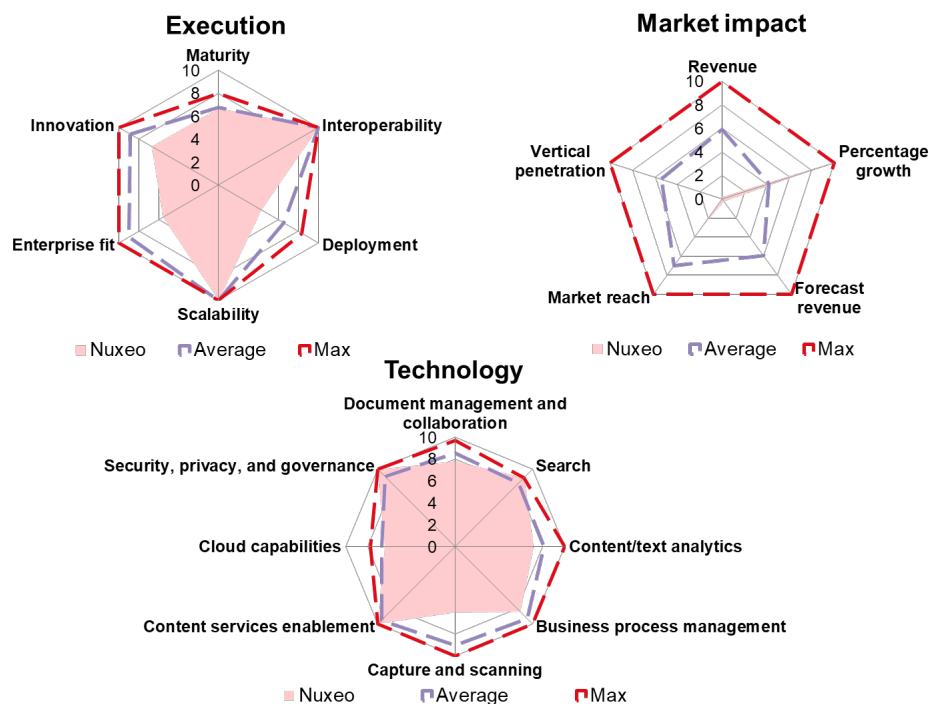 Execution
Maturity
10
8
6
4
2
0
Innovation
Interoperability
Enterprise fit
Deployment
Scalability
Nuxeo
Average
Max
Market impact
Revenue
10
8
6
4
2
0
Vertical
penetration
Percentage
growth
Market reach
Forecast
revenue
Nuxeo
Average
Max
Technology
Document management and
collaboration
10
8
6
4
2
0
Security, privacy, and governance
Search
Cloud capabilities
Content/text analytics
Content services enablement
Business process management
Capture and scanning
Nuxeo
Average
Max